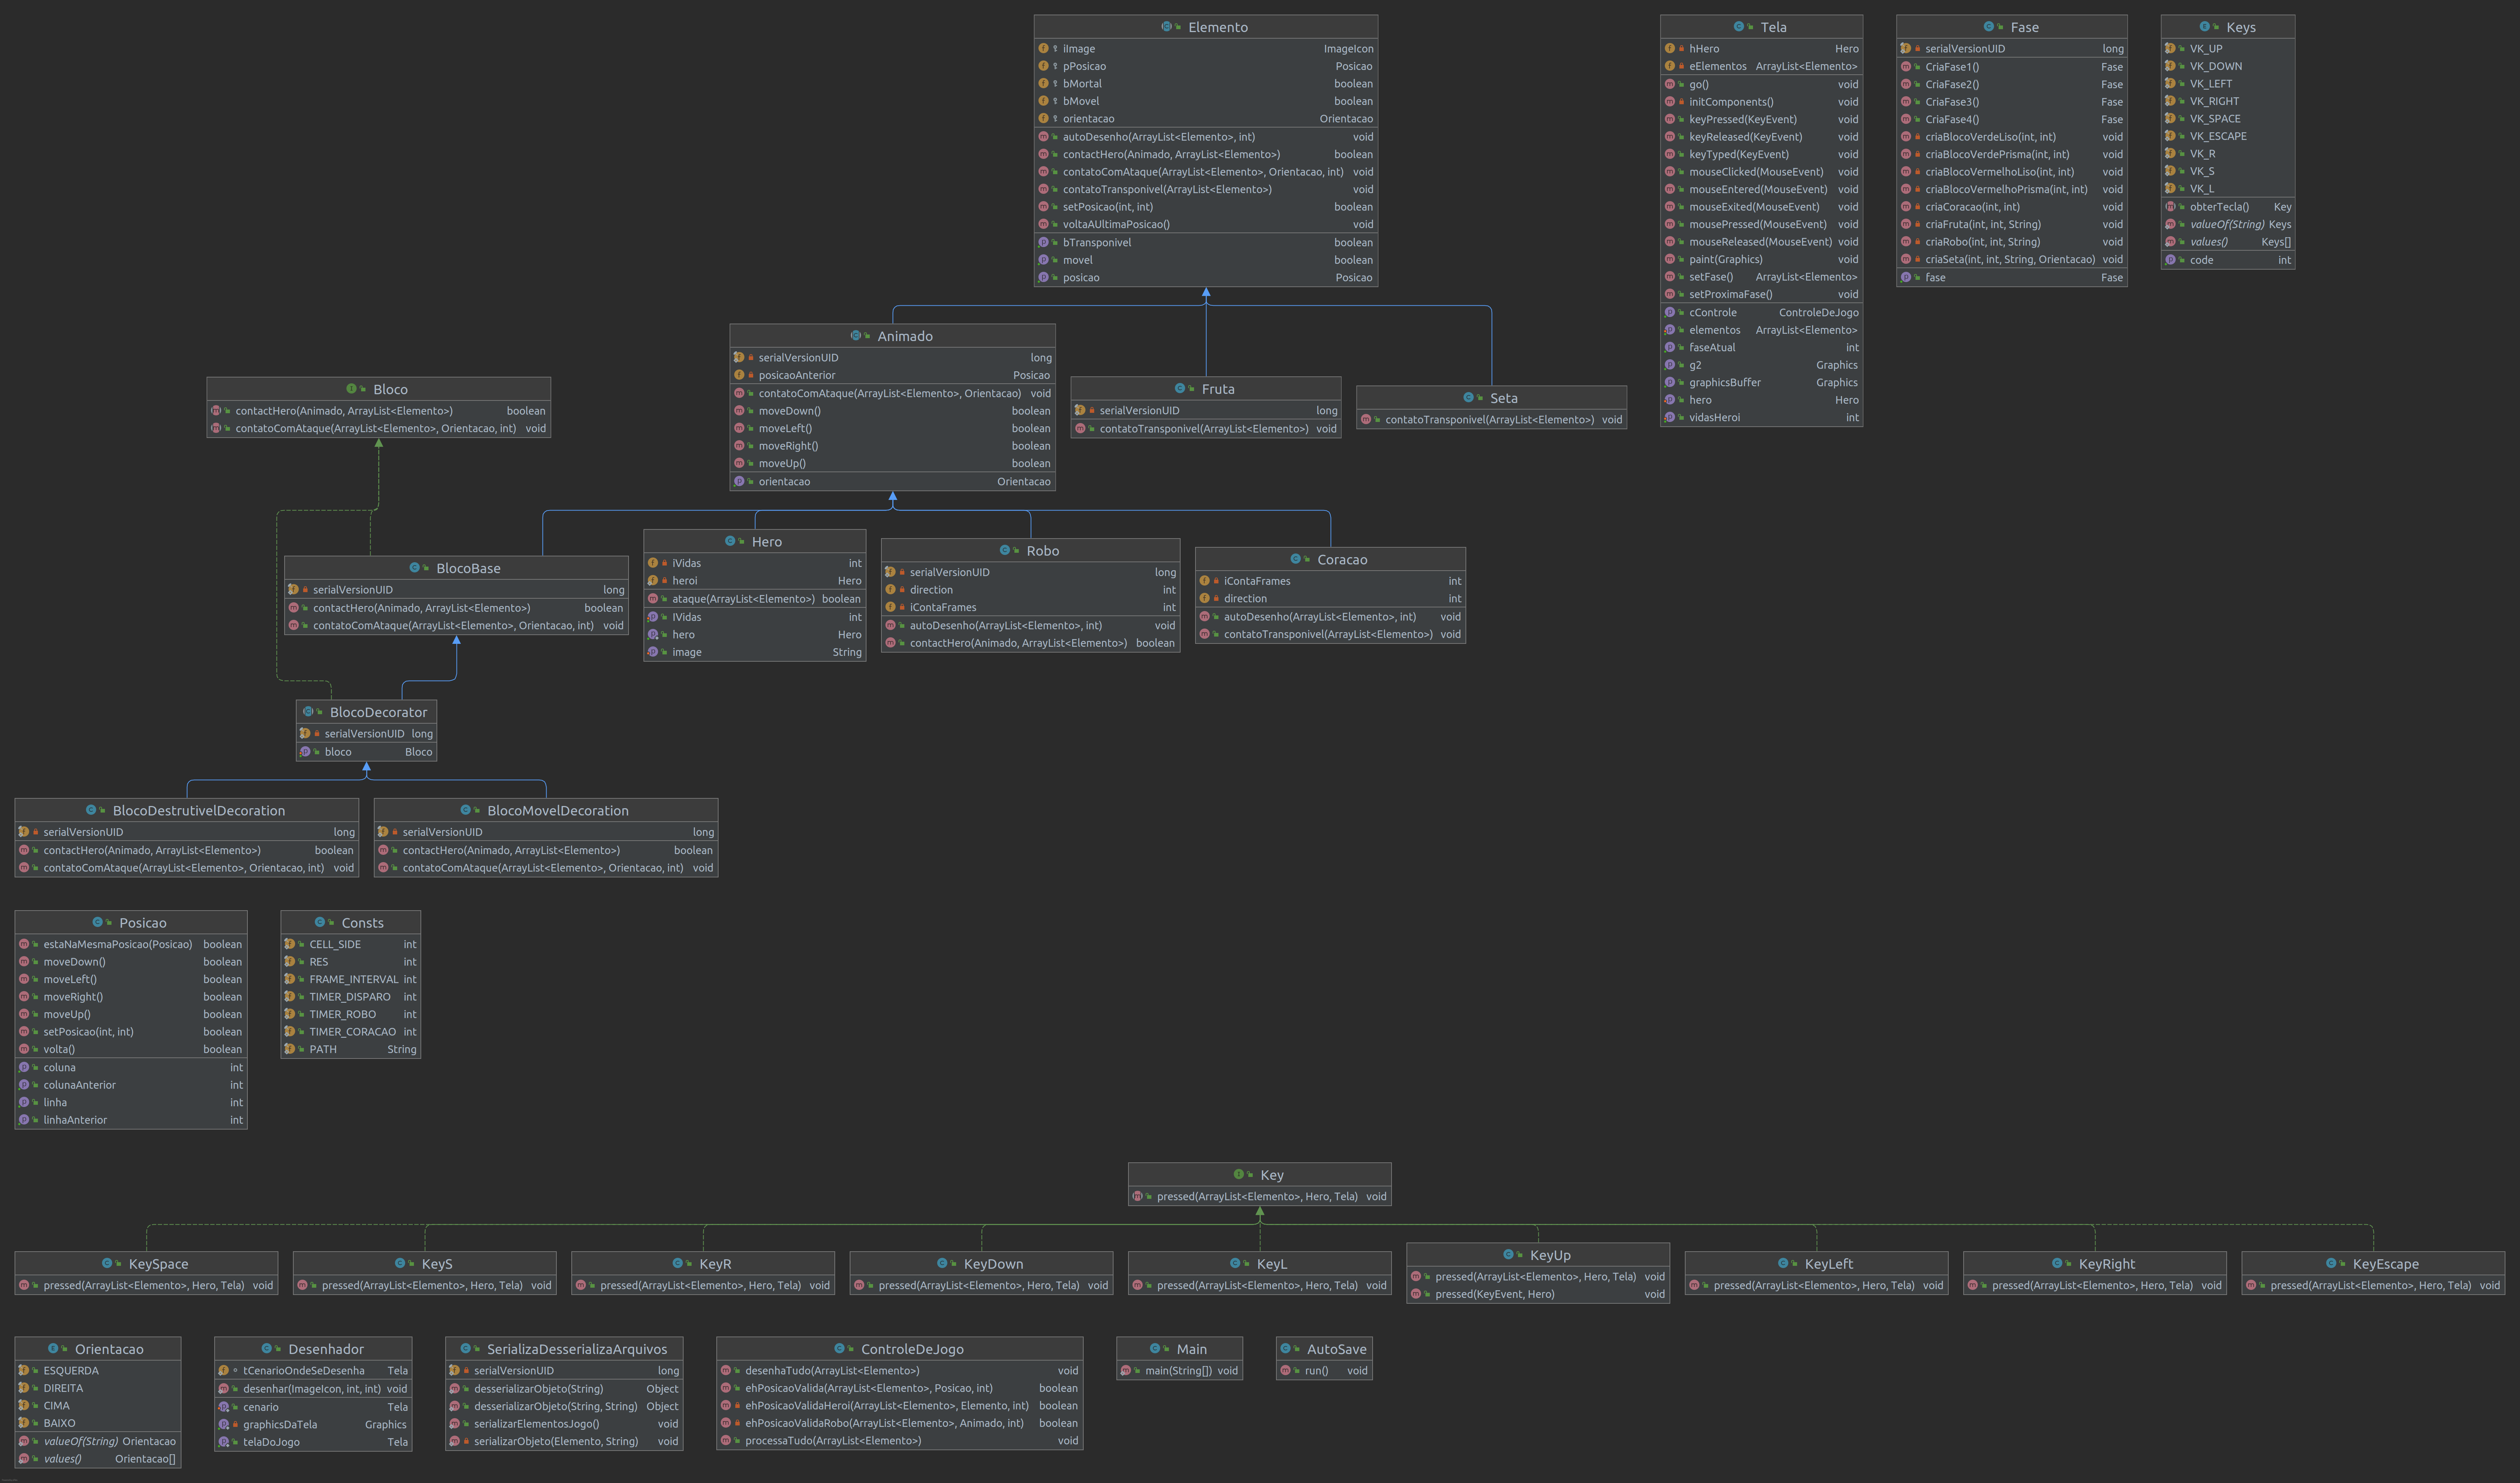 Elemento
iImage ImageIcon
pPosicao Posicao
bMortal boolean
bMovel boolean
orientacao Orientacao
autoDesenho(ArrayList<Elemento>, int) void
contactHero(Animado, ArrayList<Elemento>) boolean
contatoComAtaque(ArrayList<Elemento>, Orientacao, int) void
contatoTransponivel(ArrayList<Elemento>) void
setPosicao(int, int) boolean
voltaAUltimaPosicao() void
bTransponivel boolean
movel boolean
posicao Posicao
Tela
hHero Hero
eElementos ArrayList<Elemento>
go() void
initComponents() void
keyPressed(KeyEvent) void
keyReleased(KeyEvent) void
keyTyped(KeyEvent) void
mouseClicked(MouseEvent) void
mouseEntered(MouseEvent) void
mouseExited(MouseEvent) void
mousePressed(MouseEvent) void
mouseReleased(MouseEvent) void
paint(Graphics) void
setFase() ArrayList<Elemento>
setProximaFase() void
cControle ControleDeJogo
elementos ArrayList<Elemento>
faseAtual int
g2 Graphics
graphicsBuffer Graphics
hero Hero
vidasHeroi int
Fase
serialVersionUID long
CriaFase1() Fase
CriaFase2() Fase
CriaFase3() Fase
CriaFase4() Fase
criaBlocoVerdeLiso(int, int) void
criaBlocoVerdePrisma(int, int) void
criaBlocoVermelhoLiso(int, int) void
criaBlocoVermelhoPrisma(int, int) void
criaCoracao(int, int) void
criaFruta(int, int, String) void
criaRobo(int, int, String) void
criaSeta(int, int, String, Orientacao) void
fase Fase
Keys
VK_UP
VK_DOWN
VK_LEFT
VK_RIGHT
VK_SPACE
VK_ESCAPE
VK_R
VK_S
VK_L
obterTecla() Key
valueOf(String) Keys
values() Keys[]
code int
Animado
serialVersionUID long
posicaoAnterior Posicao
contatoComAtaque(ArrayList<Elemento>, Orientacao) void
moveDown() boolean
moveLeft() boolean
moveRight() boolean
moveUp() boolean
orientacao Orientacao
Bloco
contactHero(Animado, ArrayList<Elemento>) boolean
contatoComAtaque(ArrayList<Elemento>, Orientacao, int) void
Fruta
serialVersionUID long
contatoTransponivel(ArrayList<Elemento>) void
Seta
contatoTransponivel(ArrayList<Elemento>) void
BlocoBase
serialVersionUID long
contactHero(Animado, ArrayList<Elemento>) boolean
contatoComAtaque(ArrayList<Elemento>, Orientacao, int) void
Hero
iVidas int
heroi Hero
ataque(ArrayList<Elemento>) boolean
IVidas int
hero Hero
image String
Robo
serialVersionUID long
direction int
iContaFrames int
autoDesenho(ArrayList<Elemento>, int) void
contactHero(Animado, ArrayList<Elemento>) boolean
Coracao
iContaFrames int
direction int
autoDesenho(ArrayList<Elemento>, int) void
contatoTransponivel(ArrayList<Elemento>) void
BlocoDecorator
serialVersionUID long
bloco Bloco
BlocoDestrutivelDecoration
serialVersionUID long
contactHero(Animado, ArrayList<Elemento>) boolean
contatoComAtaque(ArrayList<Elemento>, Orientacao, int) void
BlocoMovelDecoration
serialVersionUID long
contactHero(Animado, ArrayList<Elemento>) boolean
contatoComAtaque(ArrayList<Elemento>, Orientacao, int) void
Posicao
estaNaMesmaPosicao(Posicao) boolean
moveDown() boolean
moveLeft() boolean
moveRight() boolean
moveUp() boolean
setPosicao(int, int) boolean
volta() boolean
coluna int
colunaAnterior int
linha int
linhaAnterior int
Consts
CELL_SIDE int
RES int
FRAME_INTERVAL int
TIMER_DISPARO int
TIMER_ROBO int
TIMER_CORACAO int
PATH String
Key
pressed(ArrayList<Elemento>, Hero, Tela) void
KeySpace
pressed(ArrayList<Elemento>, Hero, Tela) void
KeyS
pressed(ArrayList<Elemento>, Hero, Tela) void
KeyR
pressed(ArrayList<Elemento>, Hero, Tela) void
KeyDown
pressed(ArrayList<Elemento>, Hero, Tela) void
KeyL
pressed(ArrayList<Elemento>, Hero, Tela) void
KeyUp
pressed(ArrayList<Elemento>, Hero, Tela) void
pressed(KeyEvent, Hero) void
KeyLeft
pressed(ArrayList<Elemento>, Hero, Tela) void
KeyRight
pressed(ArrayList<Elemento>, Hero, Tela) void
KeyEscape
pressed(ArrayList<Elemento>, Hero, Tela) void
Orientacao
ESQUERDA
DIREITA
CIMA
BAIXO
valueOf(String) Orientacao
values() Orientacao[]
Desenhador
tCenarioOndeSeDesenha Tela
desenhar(ImageIcon, int, int) void
cenario Tela
graphicsDaTela Graphics
telaDoJogo Tela
SerializaDesserializaArquivos
serialVersionUID long
desserializarObjeto(String) Object
desserializarObjeto(String, String) Object
serializarElementosJogo() void
serializarObjeto(Elemento, String) void
ControleDeJogo
desenhaTudo(ArrayList<Elemento>) void
ehPosicaoValida(ArrayList<Elemento>, Posicao, int) boolean
ehPosicaoValidaHeroi(ArrayList<Elemento>, Elemento, int) boolean
ehPosicaoValidaRobo(ArrayList<Elemento>, Animado, int) boolean
processaTudo(ArrayList<Elemento>) void
Main
main(String[]) void
AutoSave
run() void